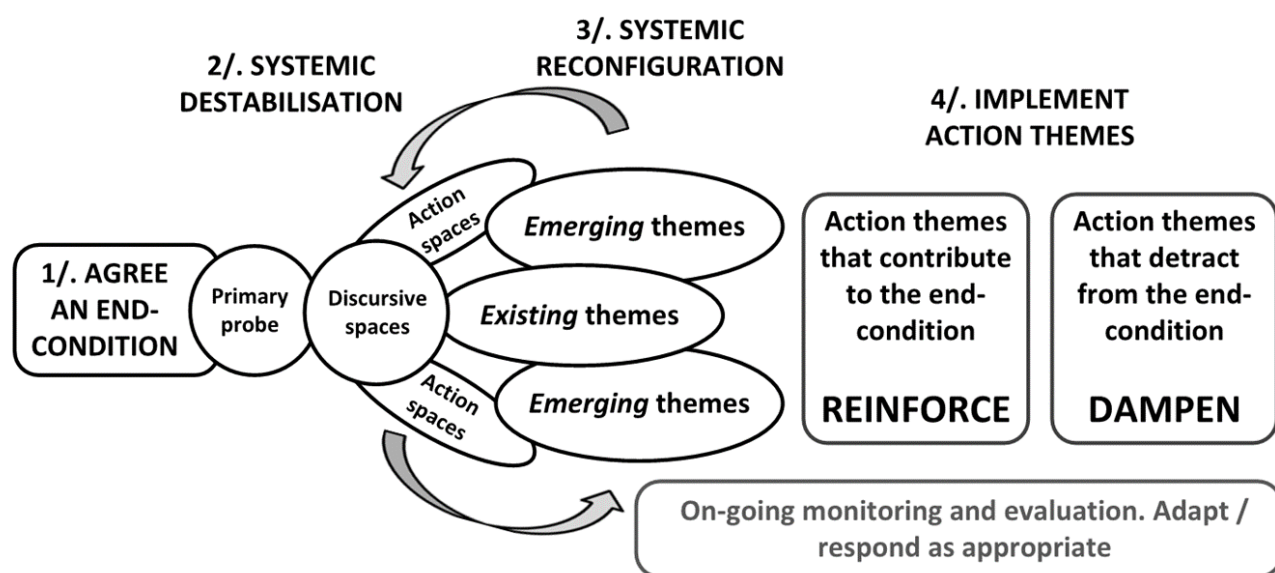 2/. SYSTEMIC
DESTABILISATION
3/. SYSTEMIC
RECONFIGURATION
4/. IMPLEMENT
ACTION THEMES
1/. AGREE
AN END-
CONDITION
Primary
probe
Discursive
spaces
Action
spaces
Action
spaces
Emerging themes
Existing themes
Emerging themes
Action themes
that contribute
to the end-
condition
REINFORCE
Action themes
that detract
from the end-
condition
DAMPEN
On-going monitoring and evaluation. Adapt /
respond as appropriate